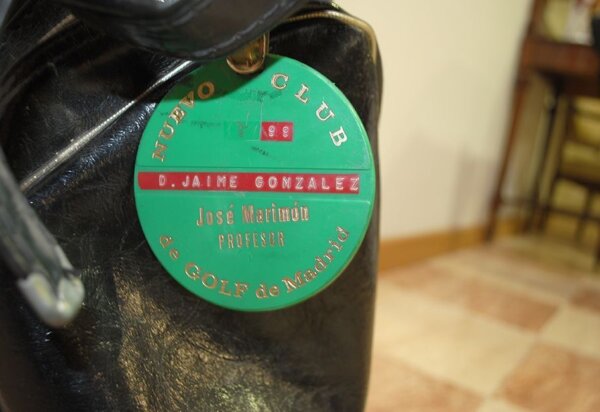 NUEVO CLUB
99
D. JAIME GONZALEZ
José Marimón
PROFESOR
de GOLF de Madrid